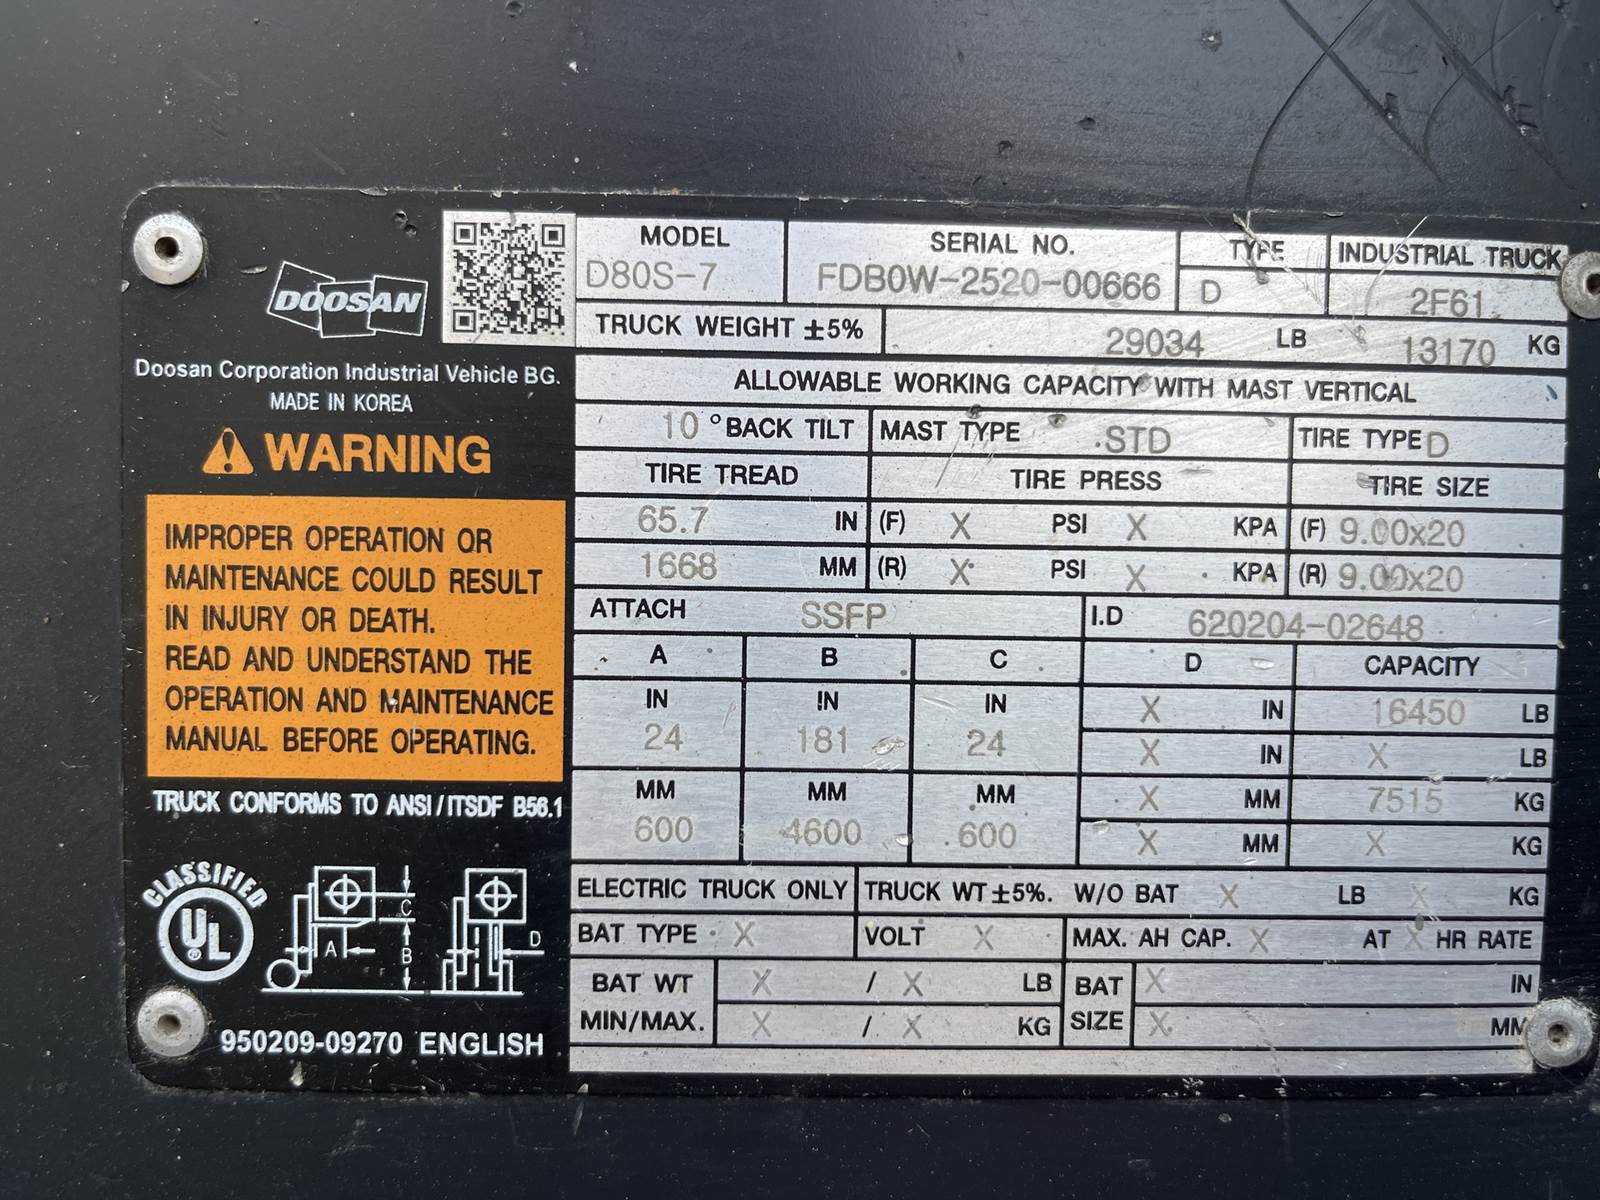 DOOSAN
Doosan Corporation Industrial Vehicle BG.
MADE IN KOREA
WARNING
IMPROPER OPERATION OR
MAINTENANCE COULD RESULT
IN INJURY OR DEATH.
READ AND UNDERSTAND THE
OPERATION AND MAINTENANCE
MANUAL BEFORE OPERATING.
TRUCK CONFORMS TO ANSI/ITSDF B56.1
CLASSIFIED
UL
®
A B C D
950209-09270 ENGLISH
MODEL SERIAL NO. TYPE INDUSTRIAL TRUCK
D80S-7 FDB0W-2520-00666 D 2F61
TRUCK WEIGHT ±5% 29034 LB 13170 KG
ALLOWABLE WORKING CAPACITY WITH MAST VERTICAL
10 °BACK TILT MAST TYPE STD TIRE TYPE D
TIRE TREAD TIRE PRESS TIRE SIZE
65.7 IN (F) X PSI X KPA (F) 9.00x20
1668 MM (R) X PSI X KPA (R) 9.00x20
ATTACH SSFP I.D 620204-02648
A B C D CAPACITY
IN IN IN X IN 16450 LB
24 181 24 X IN X LB
MM MM MM X MM 7515 KG
600 4600 600 X MM X KG
ELECTRIC TRUCK ONLY TRUCK WT ±5%. W/O BAT X LB X KG
BAT TYPE X VOLT X MAX. AH CAP. X AT X HR RATE
BAT WT X / X LB BAT X IN
MIN/MAX. X / X KG SIZE X MM